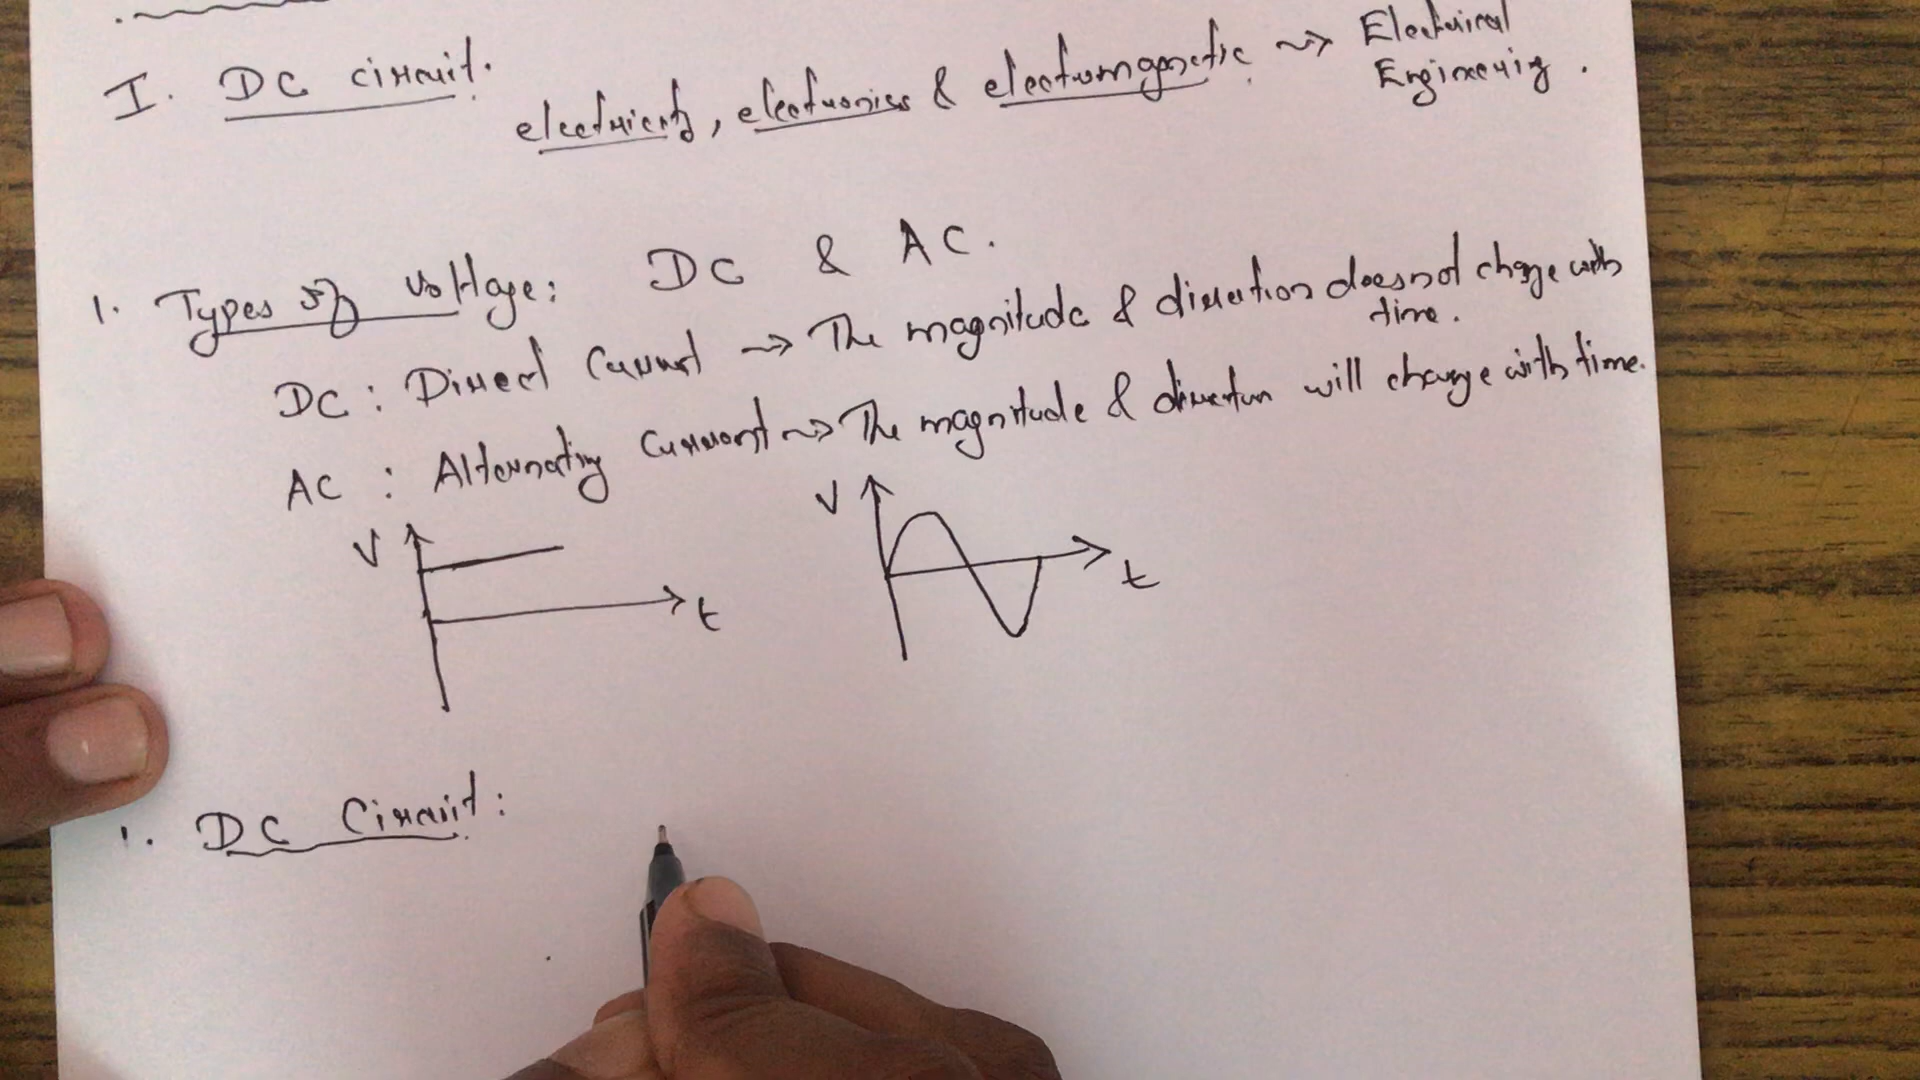 I. DC circuit.
electricity, electronics & electromagnetic ⇝ Electrical
Engineering.
1. Types of voltage: DC & AC.
DC : Direct Current ⇝ The magnitude & direction does not change with
time.
AC : Alternating Current ⇝ The magnitude & direction will change with time.
V
t
V
t
1. DC Circuit: